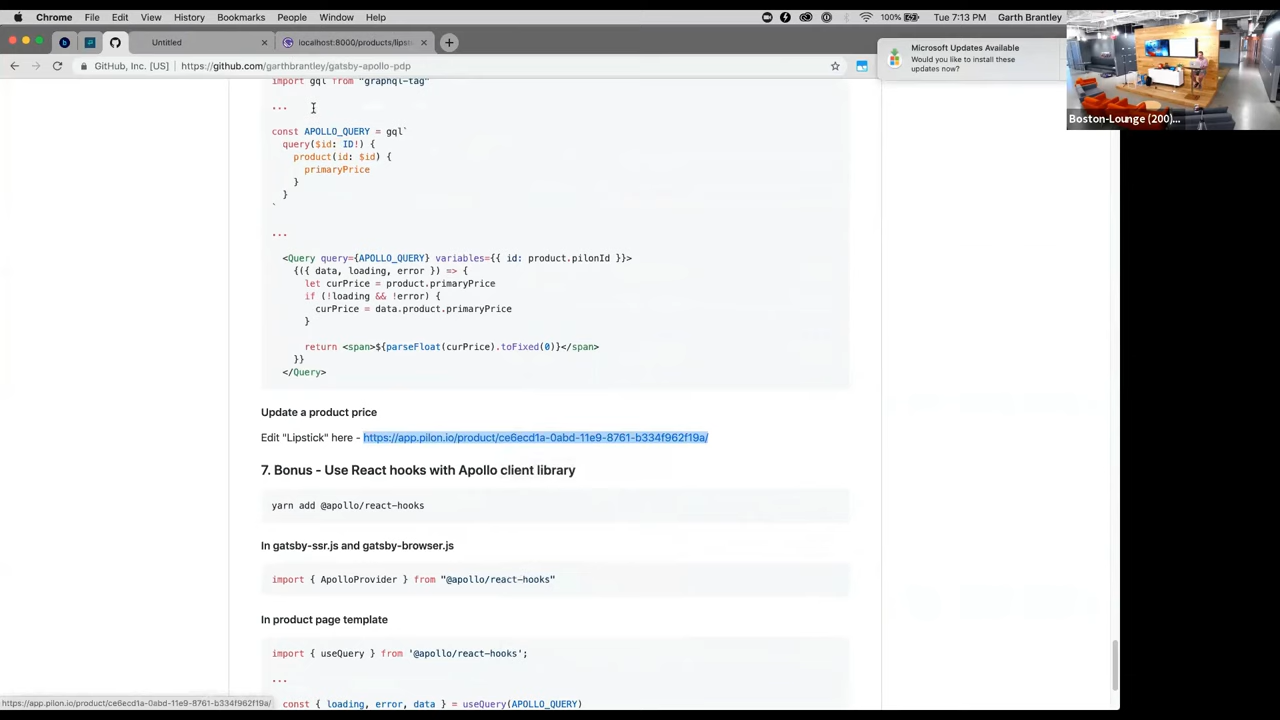 Chrome File Edit View History Bookmarks People Window Help 100% Tue 7:13 PM Garth Brantley
Untitled × localhost:8000/products/lipst × +
GitHub, Inc. [US] https://github.com/garthbrantley/gatsby-apollo-pdp
Microsoft Updates Available
Would you like to install these
updates now?
Boston-Lounge (200)...
import gql from "graphql-tag"
...
const APOLLO_QUERY = gql`
query($id: ID!) {
product(id: $id) {
primaryPrice
}
}
`
...
<Query query={APOLLO_QUERY} variables={{ id: product.pilonId }}>
{({ data, loading, error }) => {
let curPrice = product.primaryPrice
if (!loading && !error) {
curPrice = data.product.primaryPrice
}
return <span>${parseFloat(curPrice).toFixed(0)}</span>
}}
</Query>
Update a product price
Edit "Lipstick" here - https://app.pilon.io/product/ce6ecd1a-0abd-11e9-8761-b334f962f19a/
7. Bonus - Use React hooks with Apollo client library
yarn add @apollo/react-hooks
In gatsby-ssr.js and gatsby-browser.js
import { ApolloProvider } from "@apollo/react-hooks"
In product page template
import { useQuery } from '@apollo/react-hooks';
...
const { loading, error, data } = useQuery(APOLLO_QUERY)
https://app.pilon.io/product/ce6ecd1a-0abd-11e9-8761-b334f962f19a/